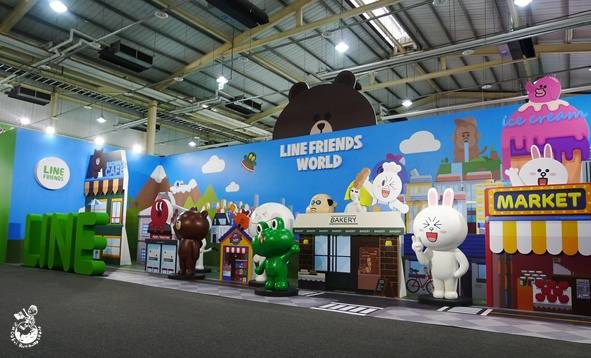 LINE
FRIENDS
CAFE
LINE FRIENDS
WORLD
ice cream
BAKERY
MARKET
LINE